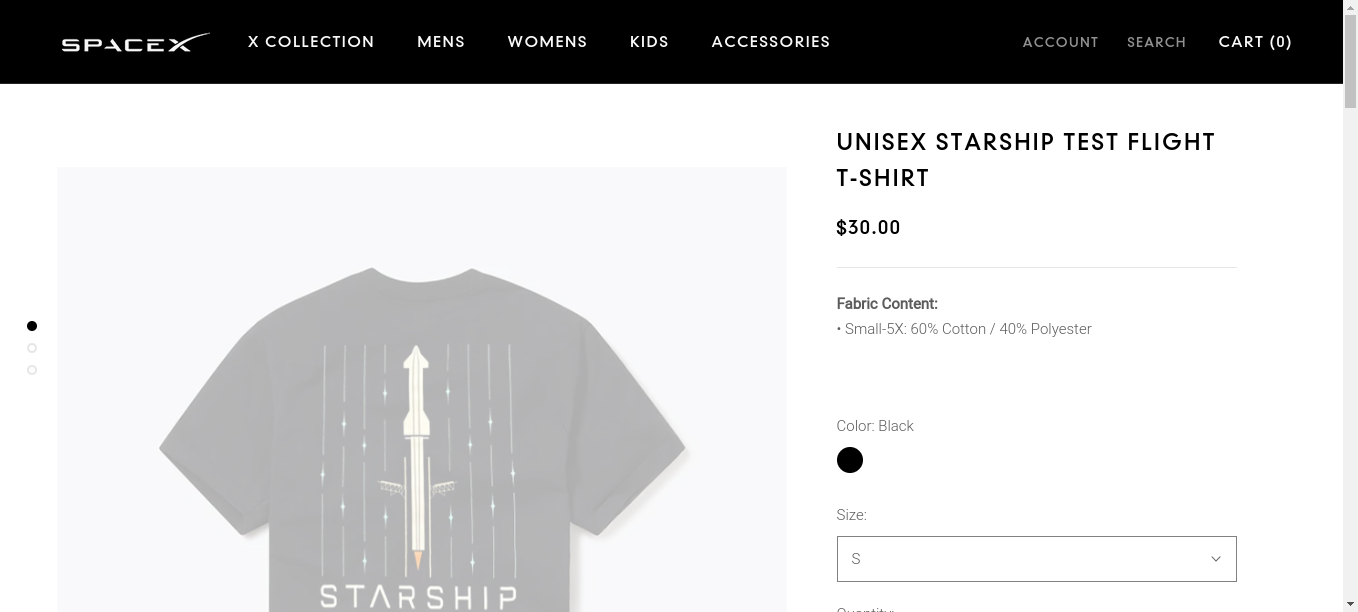 SPACEX
X COLLECTION
MENS
WOMENS
KIDS
ACCESSORIES
ACCOUNT
SEARCH
CART (0)
UNISEX STARSHIP TEST FLIGHT
T-SHIRT
$30.00
Fabric Content:
• Small-5X: 60% Cotton / 40% Polyester
Color: Black
Size:
S
Quantity:
STARSHIP